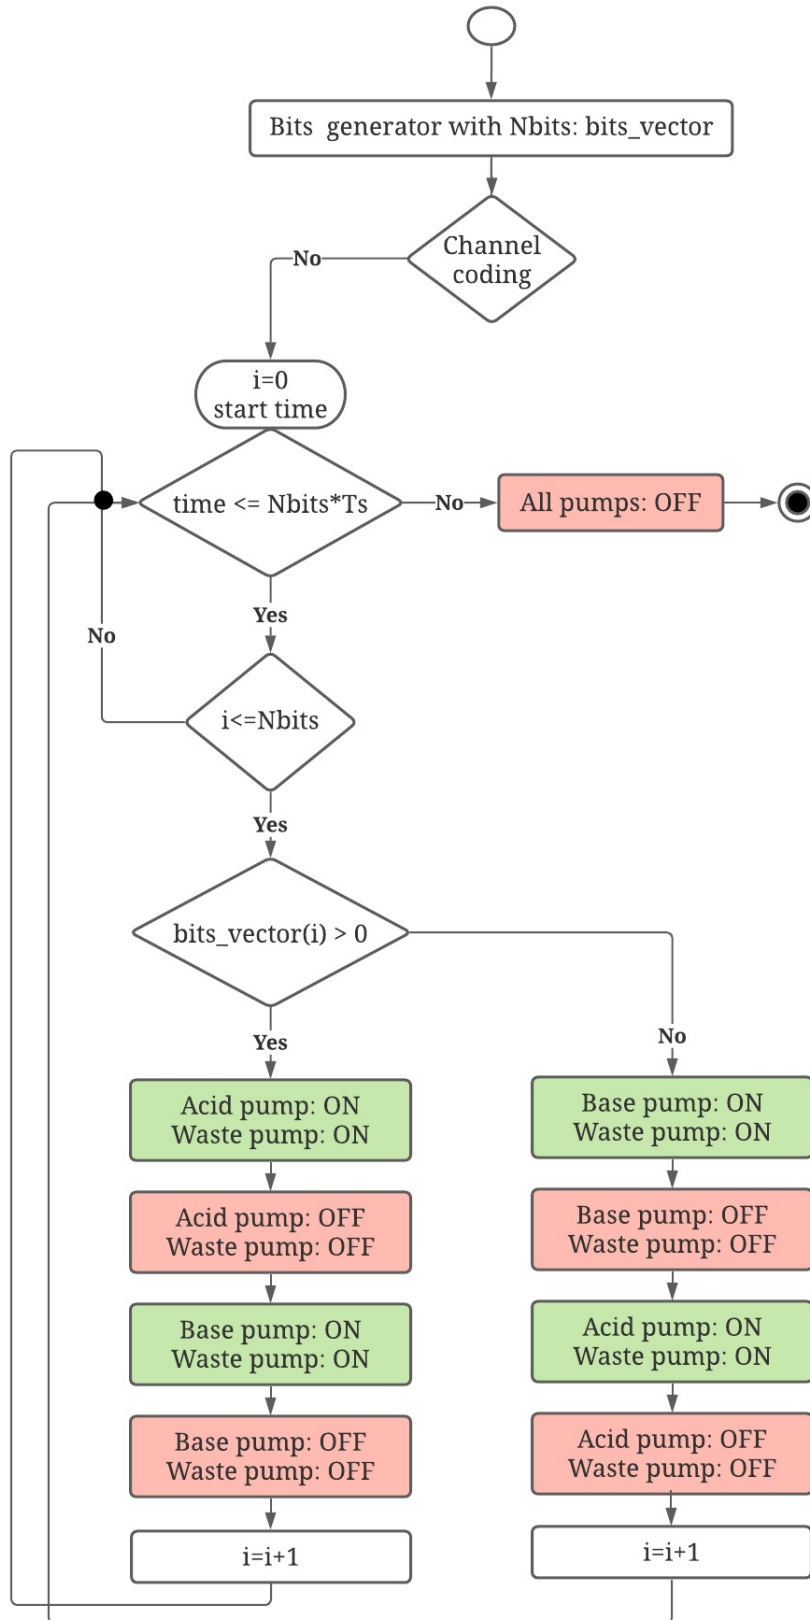 Bits generator with Nbits: bits_vector
Channel
coding
No
i=0
start time
time <= Nbits*Ts
No
All pumps: OFF
Yes
No
i<=Nbits
Yes
bits_vector(i) > 0
Yes
No
Acid pump: ON
Waste pump: ON
Acid pump: OFF
Waste pump: OFF
Base pump: ON
Waste pump: ON
Base pump: OFF
Waste pump: OFF
i=i+1
Base pump: ON
Waste pump: ON
Base pump: OFF
Waste pump: OFF
Acid pump: ON
Waste pump: ON
Acid pump: OFF
Waste pump: OFF
i=i+1